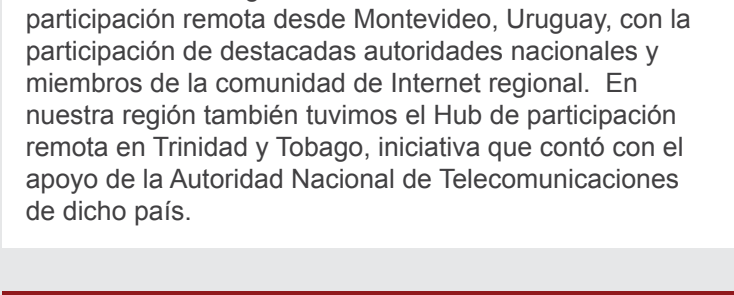 participación remota desde Montevideo, Uruguay, con la
participación de destacadas autoridades nacionales y
miembros de la comunidad de Internet regional.  En
nuestra región también tuvimos el Hub de participación
remota en Trinidad y Tobago, iniciativa que contó con el
apoyo de la Autoridad Nacional de Telecomunicaciones
de dicho país.